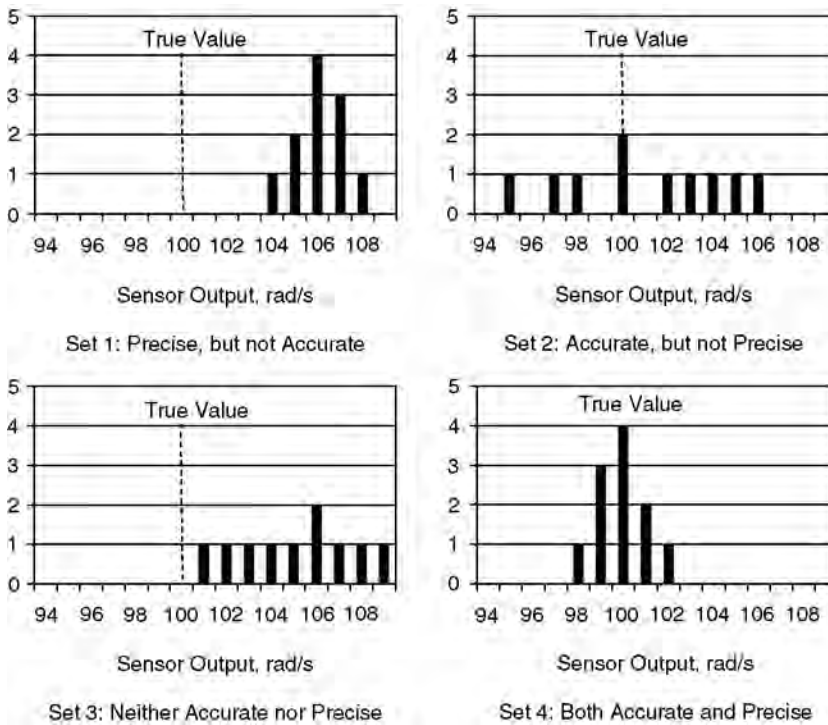 5
True Value
4
3
2
1
0
94 96 98 100 102 104 106 108
Sensor Output, rad/s
Set 1: Precise, but not Accurate
5
True Value
4
3
2
1
0
94 96 98 100 102 104 106 108
Sensor Output, rad/s
Set 2: Accurate, but not Precise
5
True Value
4
3
2
1
0
94 96 98 100 102 104 106 108
Sensor Output, rad/s
Set 3: Neither Accurate nor Precise
5
True Value
4
3
2
1
0
94 96 98 100 102 104 106 108
Sensor Output, rad/s
Set 4: Both Accurate and Precise